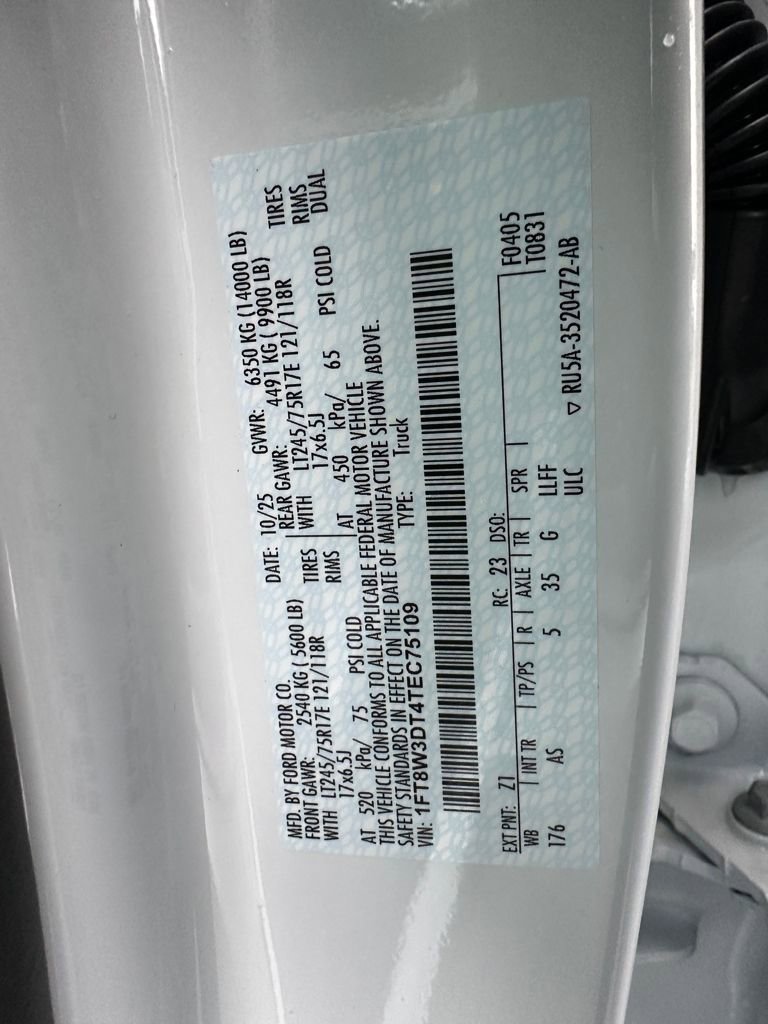 MFD. BY FORD MOTOR CO.
DATE: 10/25 GVWR: 6350 KG (14000 LB)
FRONT GAWR: 2540 KG ( 5600 LB)
REAR GAWR: 4491 KG ( 9900 LB)
WITH LT245/75R17E 121/118R TIRES
WITH LT245/75R17E 121/118R TIRES
17x6.5J RIMS
17x6.5J RIMS
AT 520 kPa/ 75 PSI COLD
AT 450 kPa/ 65 PSI COLD DUAL
THIS VEHICLE CONFORMS TO ALL APPLICABLE FEDERAL MOTOR VEHICLE
SAFETY STANDARDS IN EFFECT ON THE DATE OF MANUFACTURE SHOWN ABOVE.
VIN: 1FT8W3DT4TEC75109 TYPE: Truck
EXT PNT: Z1 RC: 23 DSO: F0405
WB INT TR TP/PS R AXLE TR SPR T0831
176 AS 5 35 G LLFF
ULC
▽ RU5A-3520472-AB